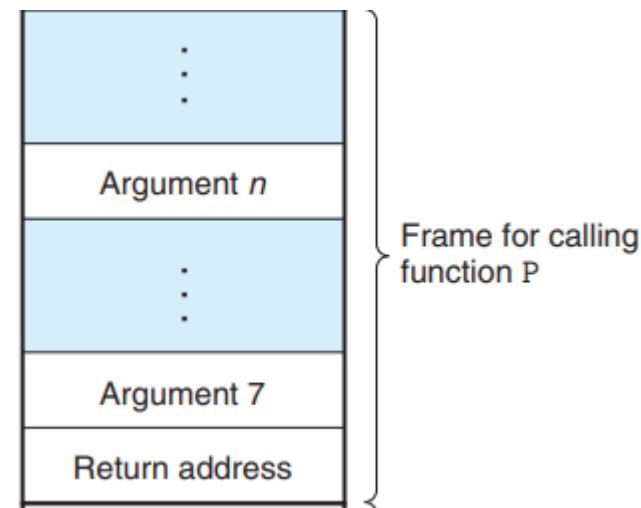 Argument n
Frame for calling
function P
Argument 7
Return address